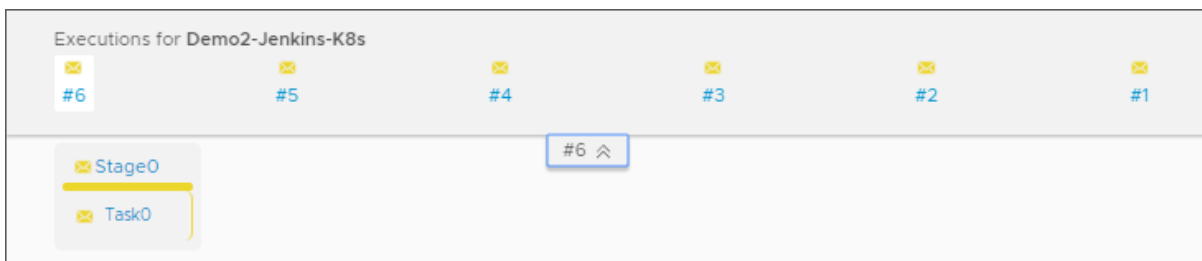 Executions for Demo2-Jenkins-K8s
#6 #5 #4 #3 #2 #1
#6
Stage0
Task0